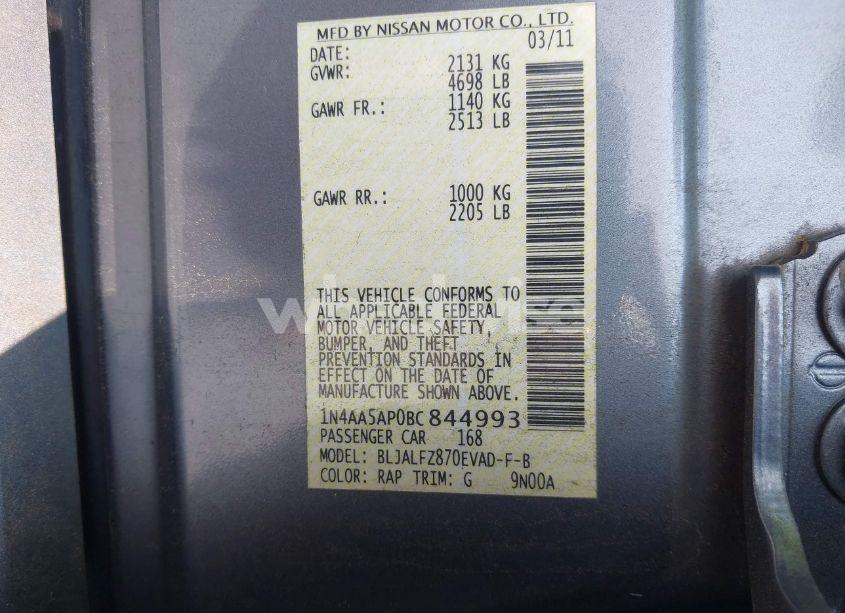 MFD BY NISSAN MOTOR CO., LTD.
DATE: 03/11
GVWR: 2131 KG
4698 LB
GAWR FR.: 1140 KG
2513 LB
GAWR RR.: 1000 KG
2205 LB
THIS VEHICLE CONFORMS TO
ALL APPLICABLE FEDERAL
MOTOR VEHICLE SAFETY,
BUMPER, AND THEFT
PREVENTION STANDARDS IN
EFFECT ON THE DATE OF
MANUFACTURE SHOWN ABOVE.
1N4AA5AP0BC844993
PASSENGER CAR 168
MODEL: BLJALFZ870EVAD-F-B
COLOR: RAP TRIM: G 9N00A